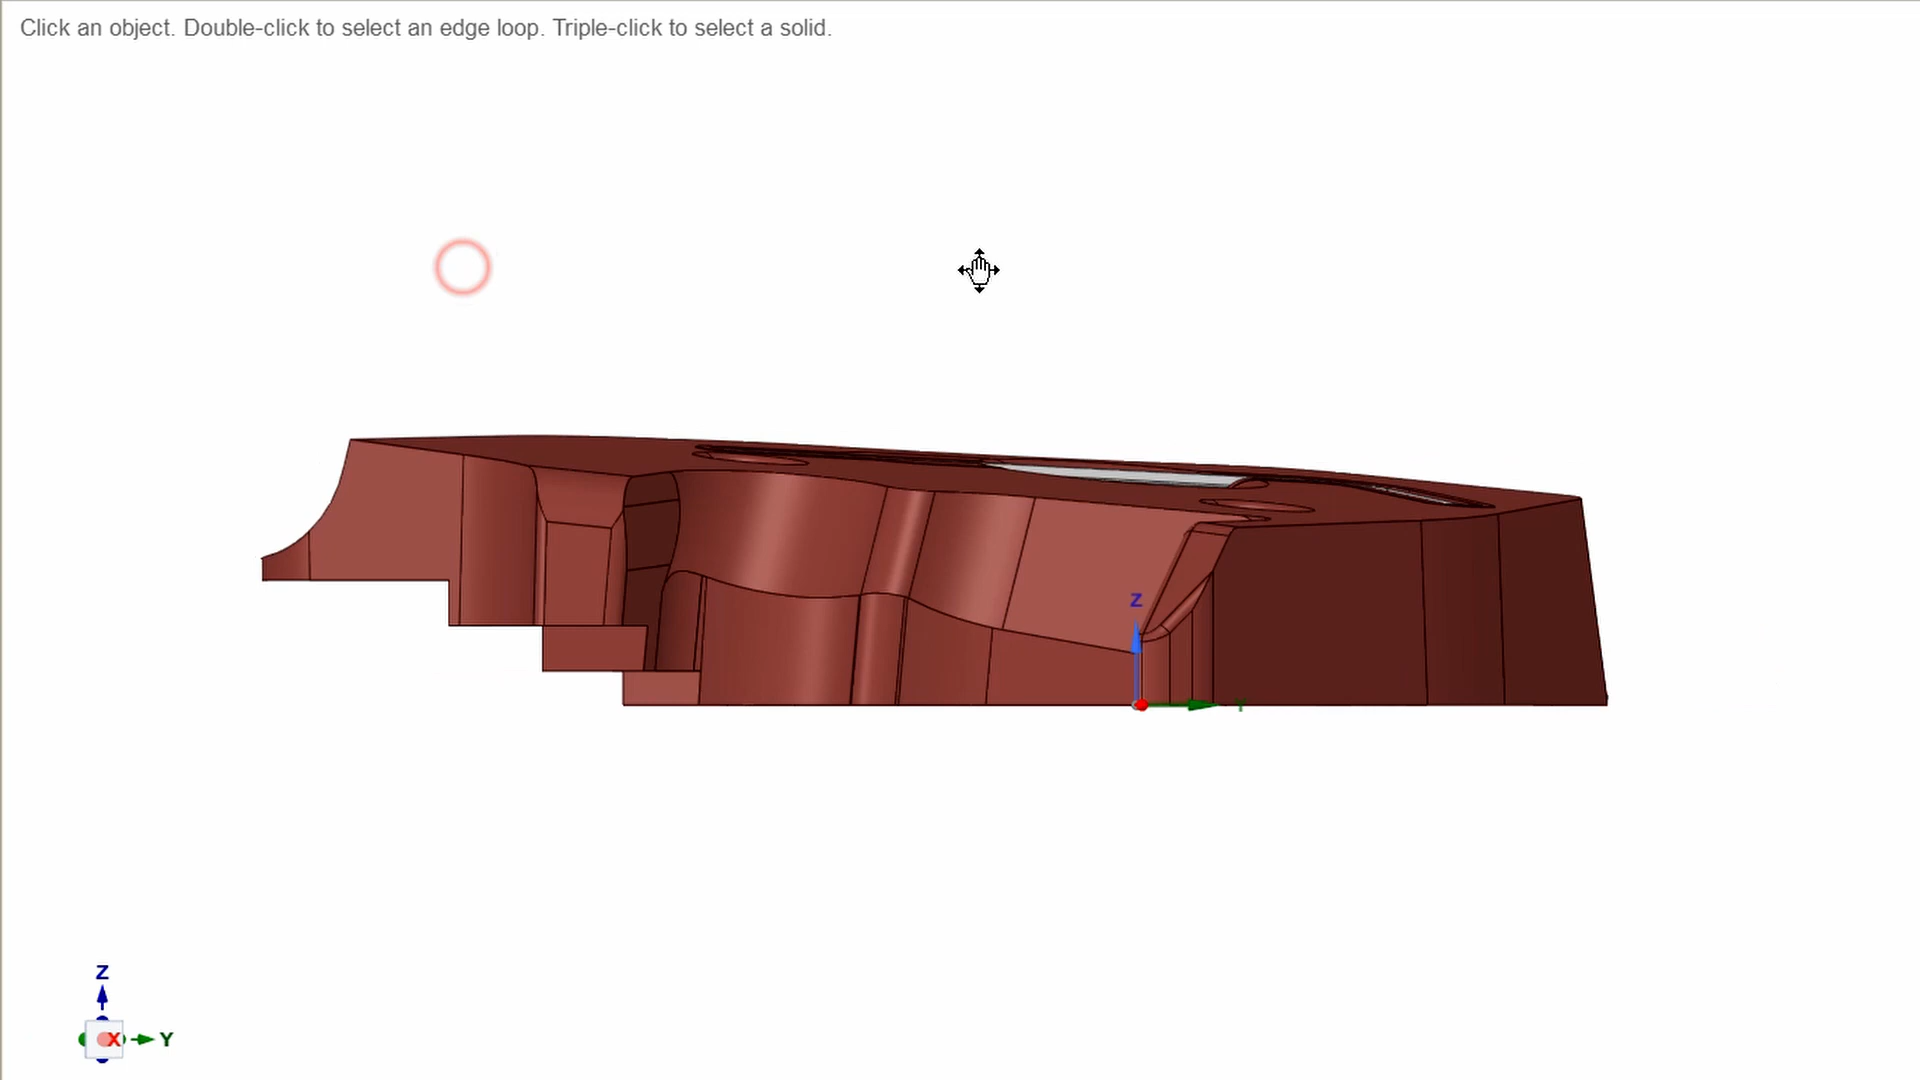 Click an object. Double-click to select an edge loop. Triple-click to select a solid.
Z
Y
Z
X
Y